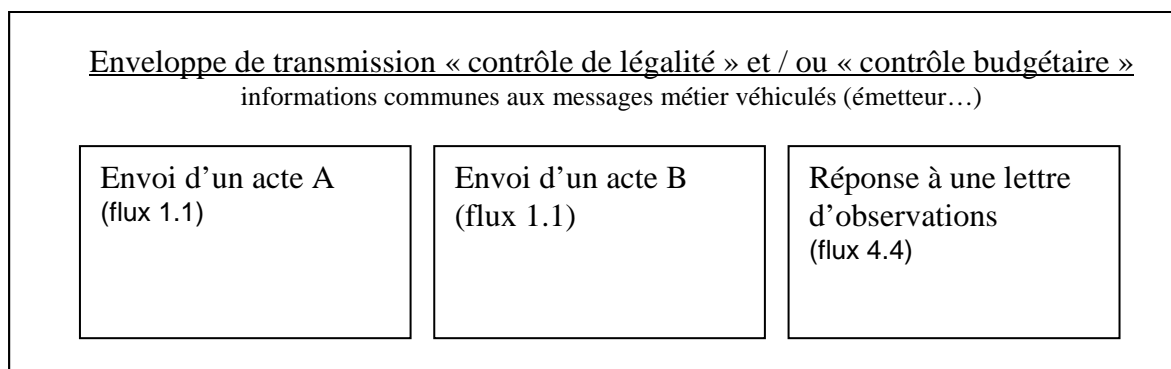 Enveloppe de transmission « contrôle de légalité » et / ou « contrôle budgétaire »
informations communes aux messages métier véhiculés (émetteur…)
Envoi d’un acte A
(flux 1.1)
Envoi d’un acte B
(flux 1.1)
Réponse à une lettre
d’observations
(flux 4.4)